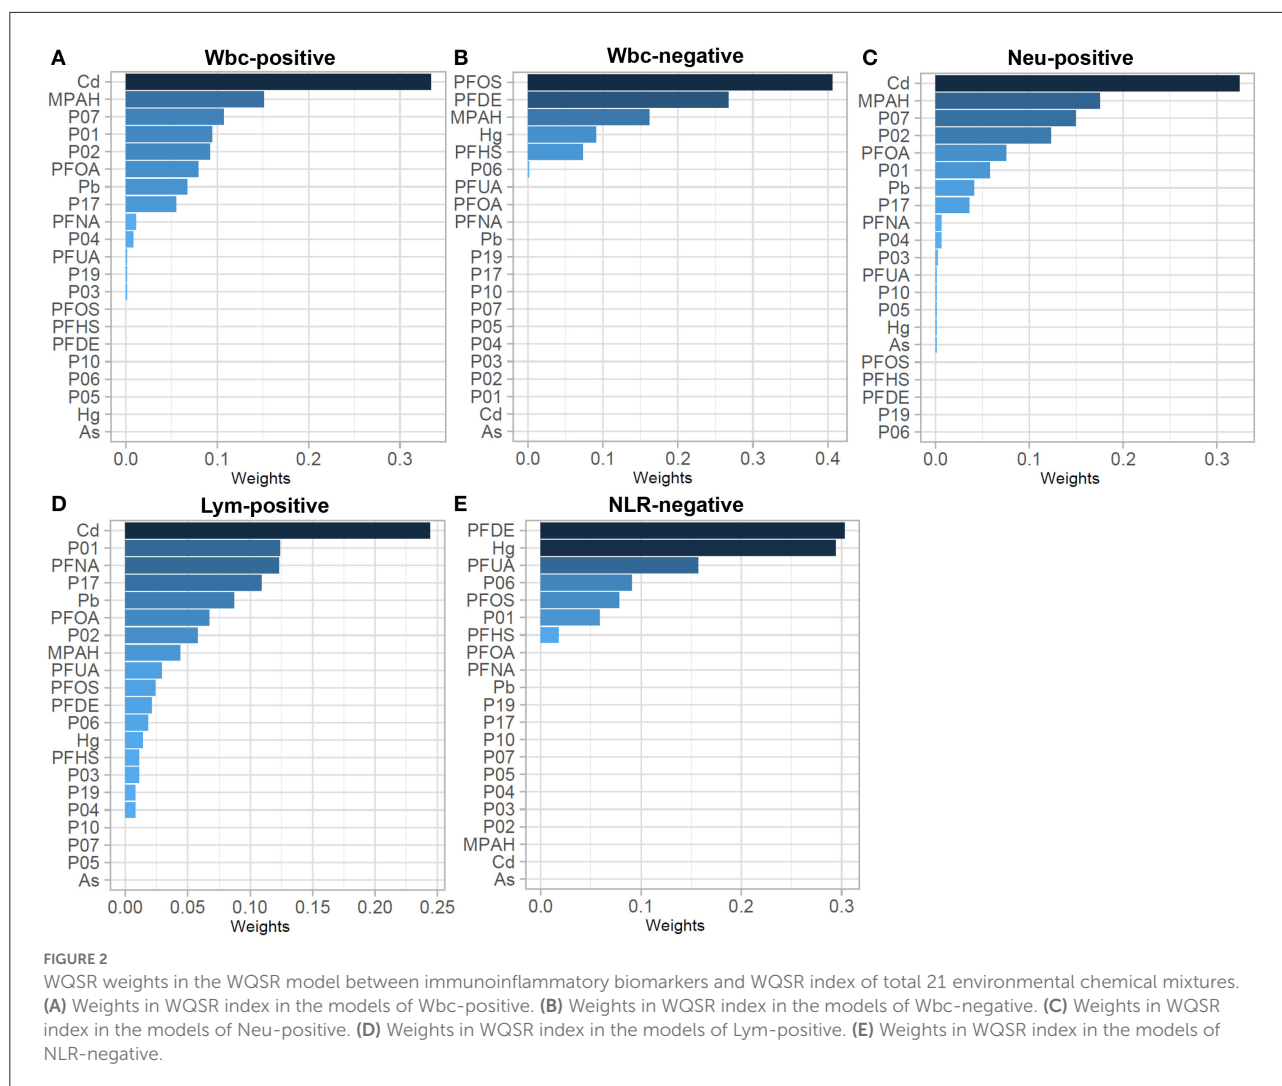 A Wbc-positive
Cd
MPAH
P07
P01
P02
PFOA
Pb
P17
PFNA
P04
PFUA
P19
P03
PFOS
PFHS
PFDE
P10
P06
P05
Hg
As
0.0 0.1 0.2 0.3
Weights
B Wbc-negative
PFOS
PFDE
MPAH
Hg
PFHS
P06
PFUA
PFOA
PFNA
Pb
P19
P17
P10
P07
P05
P04
P03
P02
P01
Cd
As
0.0 0.1 0.2 0.3 0.4
Weights
C Neu-positive
Cd
MPAH
P07
P02
PFOA
P01
Pb
P17
PFNA
P04
P03
PFUA
P10
P05
Hg
As
PFOS
PFHS
PFDE
P19
P06
0.0 0.1 0.2 0.3
Weights
D Lym-positive
Cd
P01
PFNA
P17
Pb
PFOA
P02
MPAH
PFUA
PFOS
PFDE
P06
Hg
PFHS
P03
P19
P04
P10
P07
P05
As
0.00 0.05 0.10 0.15 0.20 0.25
Weights
E NLR-negative
PFDE
Hg
PFUA
P06
PFOS
P01
PFHS
PFOA
PFNA
Pb
P19
P17
P10
P07
P05
P04
P03
P02
MPAH
Cd
As
0.0 0.1 0.2 0.3
Weights
FIGURE 2
WQSR weights in the WQSR model between immunoinflammatory biomarkers and WQSR index of total 21 environmental chemical mixtures.
(A) Weights in WQSR index in the models of Wbc-positive. (B) Weights in WQSR index in the models of Wbc-negative. (C) Weights in WQSR
index in the models of Neu-positive. (D) Weights in WQSR index in the models of Lym-positive. (E) Weights in WQSR index in the models of
NLR-negative.